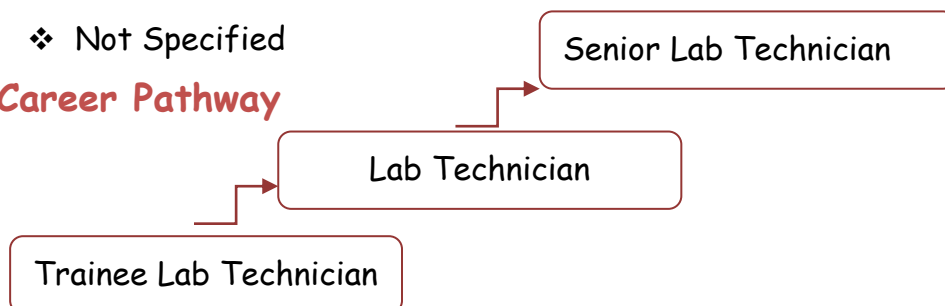 ❖ Not Specified
Senior Lab Technician
Career Pathway
Lab Technician
Trainee Lab Technician